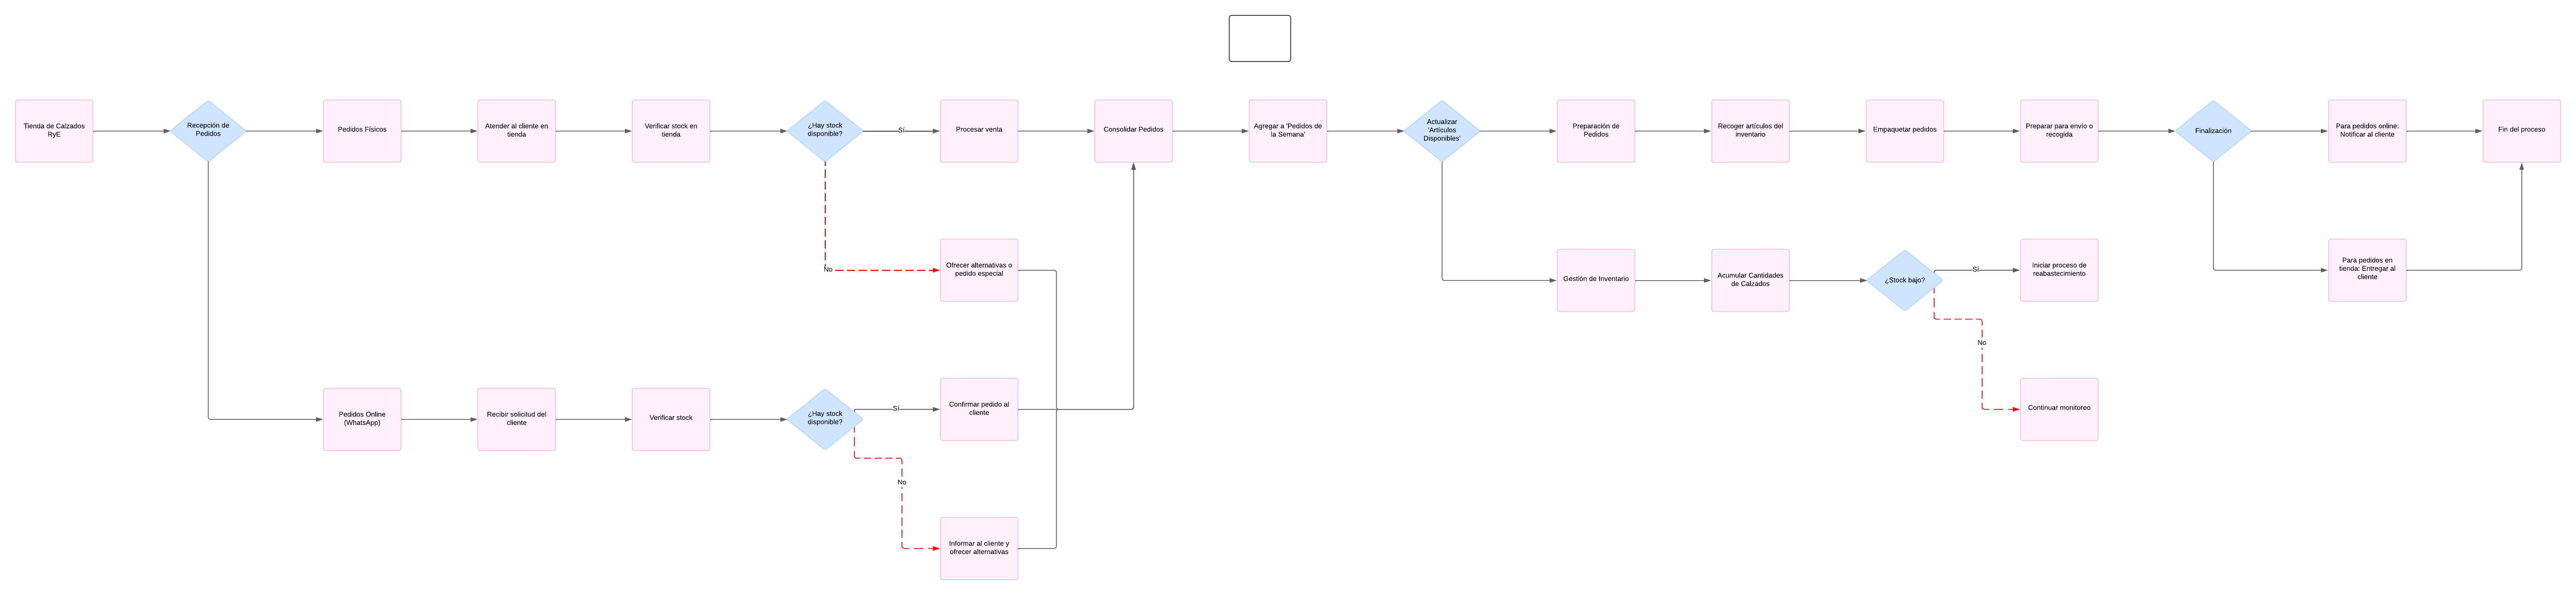 Tienda de Calzados
RyE
Recepción de
Pedidos
Pedidos Físicos
Atender al cliente en
tienda
Verificar stock en
tienda
¿Hay stock
disponible?
Sí
Procesar venta
Consolidar Pedidos
Agregar a 'Pedidos de
la Semana'
Actualizar
'Artículos
Disponibles'
Preparación de
Pedidos
Recoger artículos del
inventario
Empaquetar pedidos
Preparar para envío o
recogida
Finalización
Para pedidos online:
Notificar al cliente
Fin del proceso
No
Ofrecer alternativas o
pedido especial
Gestión de Inventario
Acumular Cantidades
de Calzados
¿Stock bajo?
Sí
Iniciar proceso de
reabastecimiento
Para pedidos en
tienda: Entregar al
cliente
No
Continuar monitoreo
Pedidos Online
(WhatsApp)
Recibir solicitud del
cliente
Verificar stock
¿Hay stock
disponible?
Sí
Confirmar pedido al
cliente
No
Informar al cliente y
ofrecer alternativas